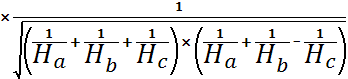 × 1 / √((1/H_a + 1/H_b + 1/H_c) × (1/H_a + 1/H_b − 1/H_c))